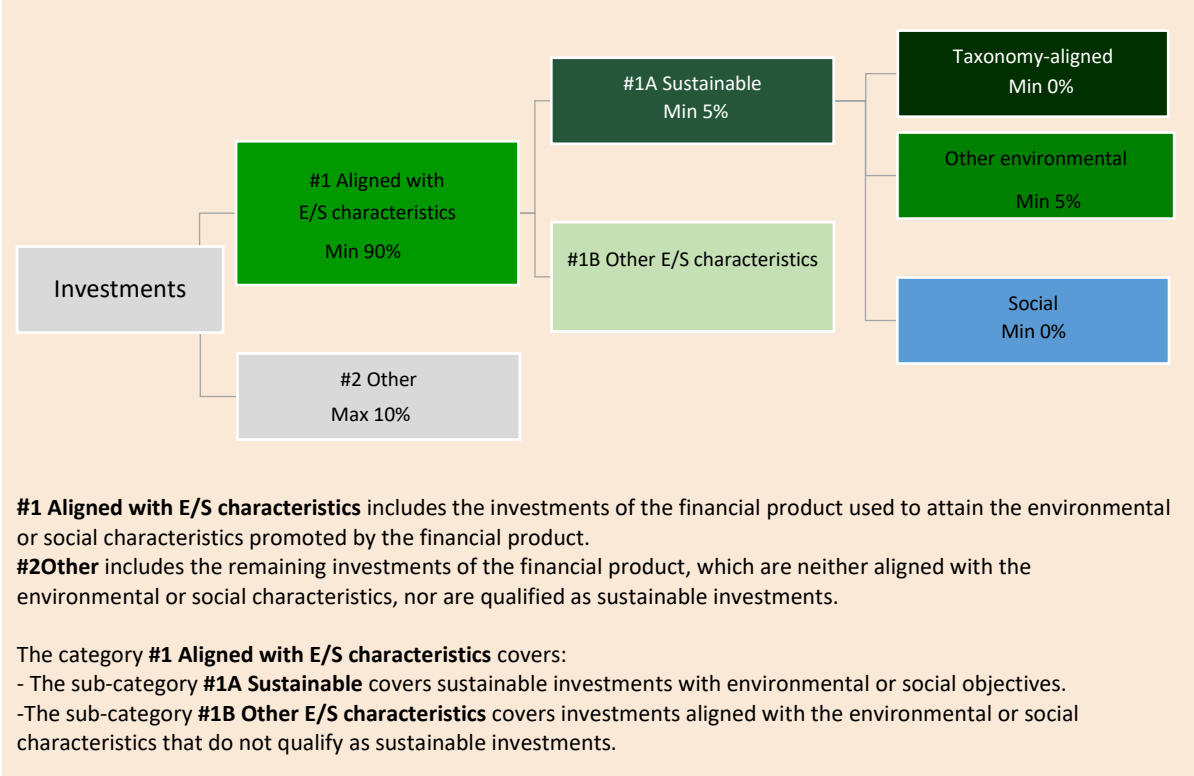 Investments
#1 Aligned with
E/S characteristics
Min 90%
#2 Other
Max 10%
#1A Sustainable
Min 5%
#1B Other E/S characteristics
Taxonomy-aligned
Min 0%
Other environmental
Min 5%
Social
Min 0%
#1 Aligned with E/S characteristics includes the investments of the financial product used to attain the environmental
or social characteristics promoted by the financial product.
#2Other includes the remaining investments of the financial product, which are neither aligned with the
environmental or social characteristics, nor are qualified as sustainable investments.
The category #1 Aligned with E/S characteristics covers:
- The sub-category #1A Sustainable covers sustainable investments with environmental or social objectives.
-The sub-category #1B Other E/S characteristics covers investments aligned with the environmental or social
characteristics that do not qualify as sustainable investments.